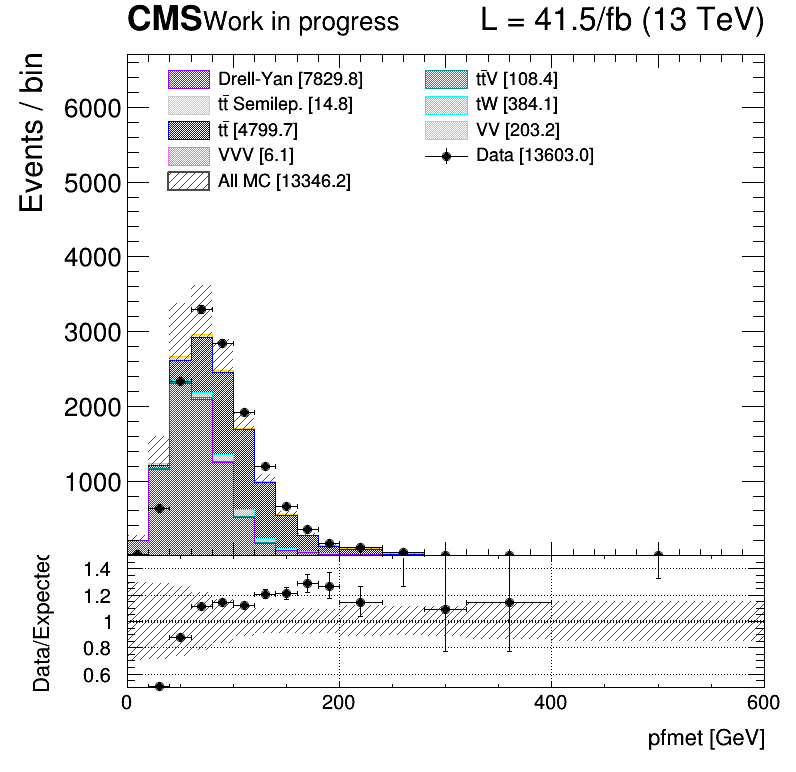 CMS Work in progress L = 41.5/fb (13 TeV)
Events / bin
6000
5000
4000
3000
2000
1000
Drell-Yan [7829.8]
tt̄ Semilep. [14.8]
tt̄ [4799.7]
VVV [6.1]
All MC [13346.2]
tt̄V [108.4]
tW [384.1]
VV [203.2]
Data [13603.0]
Data/Expected
1.4
1.2
1
0.8
0.6
0 200 400 600
pfmet [GeV]